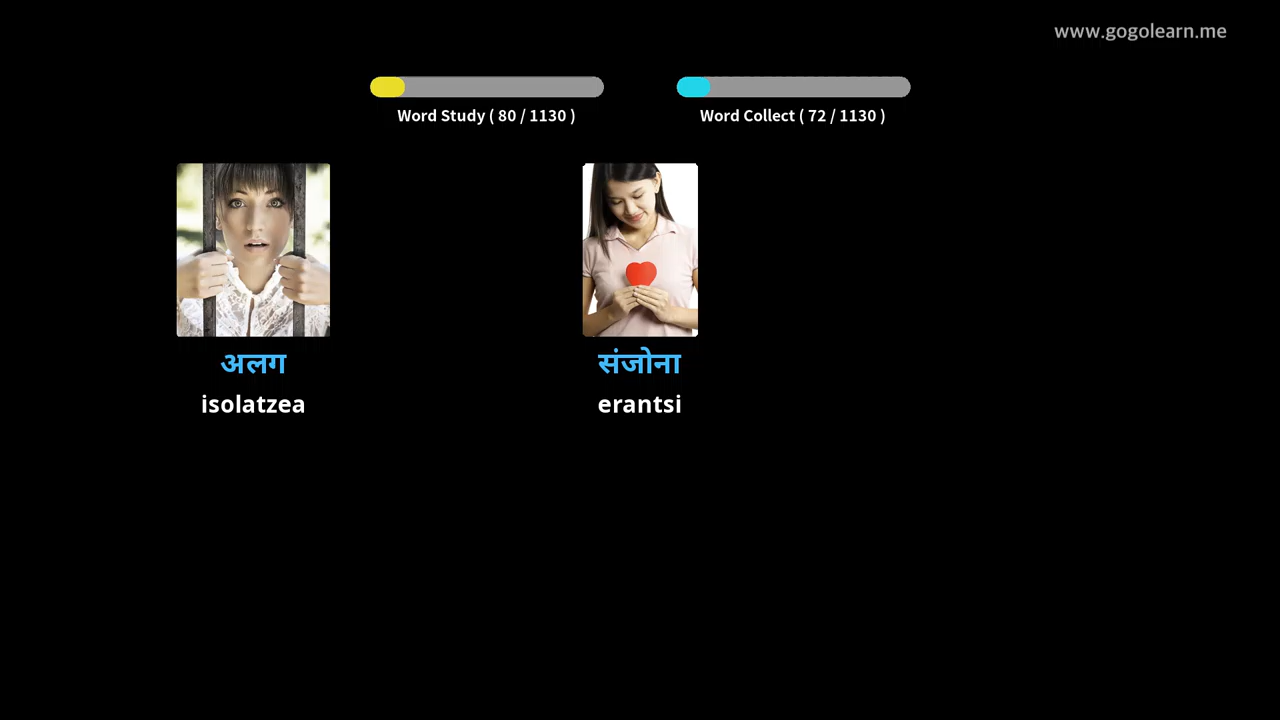 www.gogolearn.me
Word Study ( 80 / 1130 )
Word Collect ( 72 / 1130 )
अलग
isolatzea
संजोना
erantsi